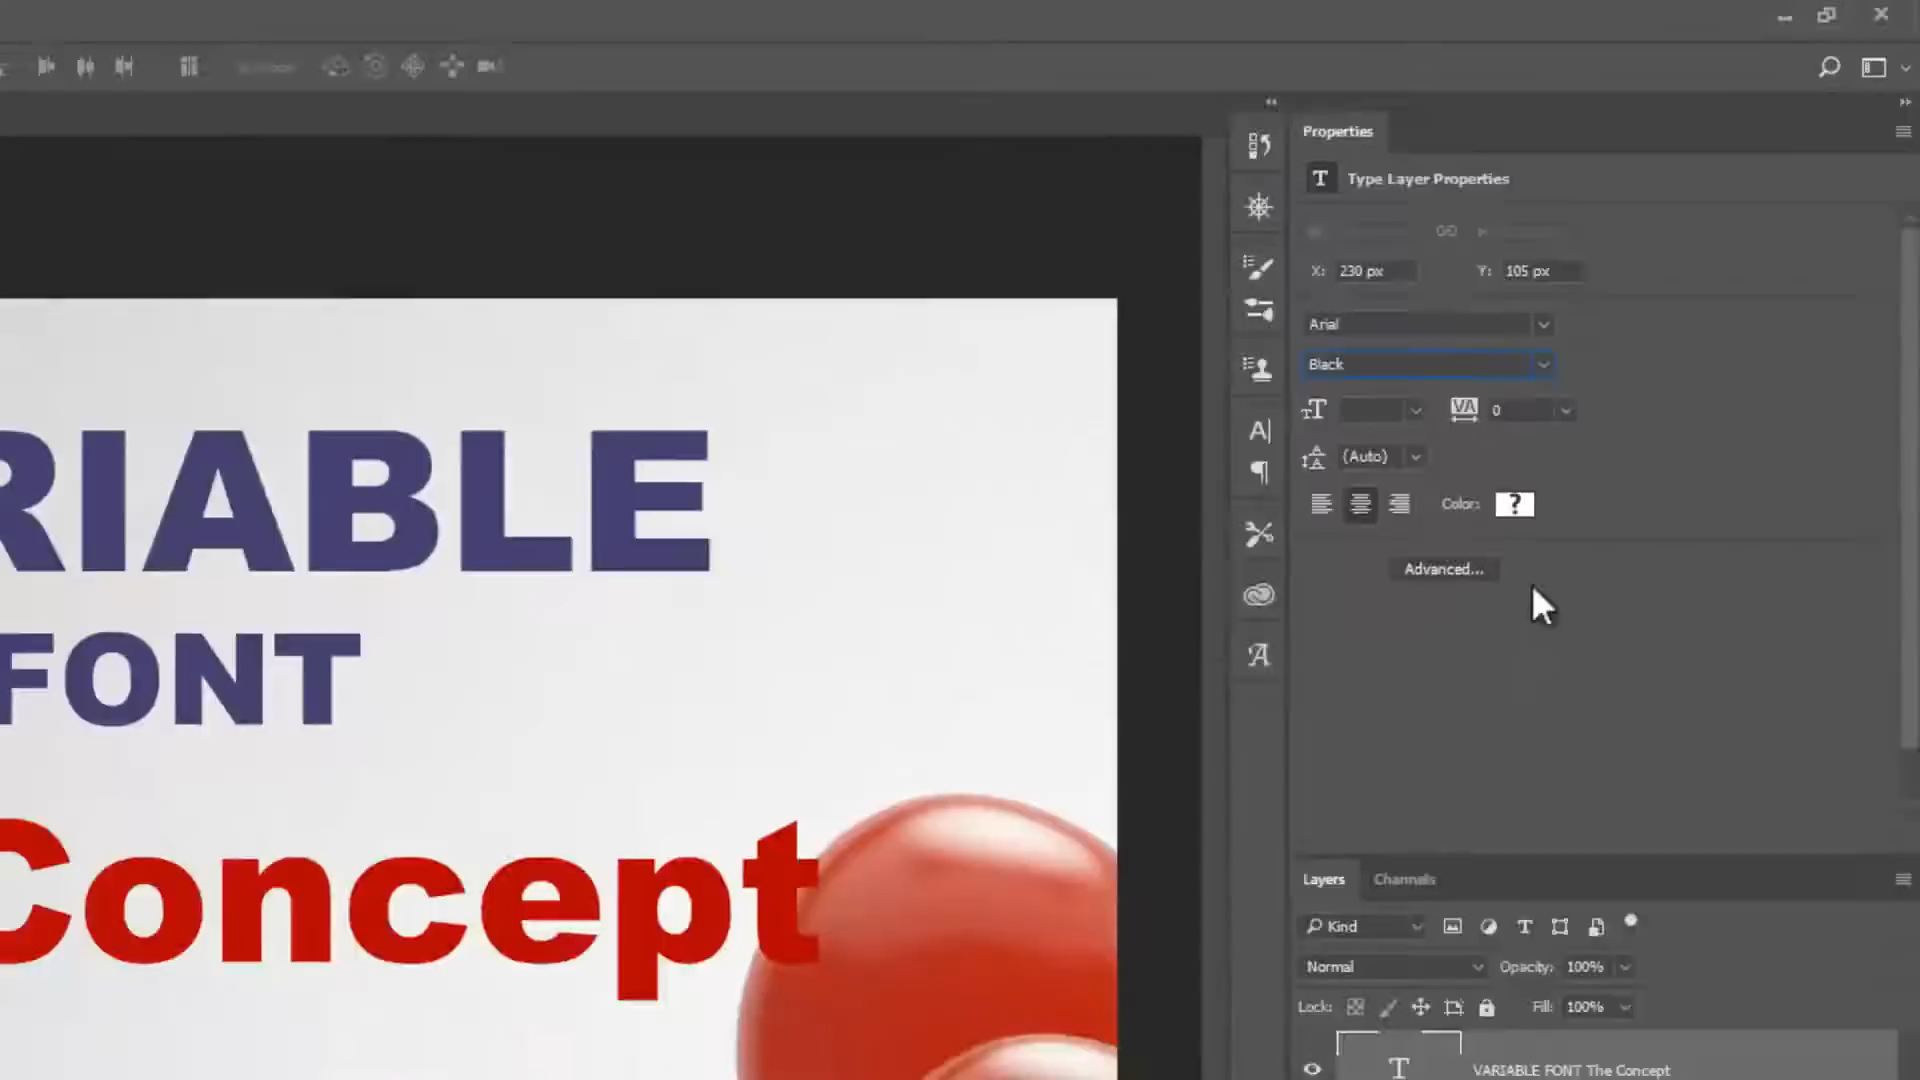 Properties
T Type Layer Properties
X: 230 px Y: 105 px
Arial
Black
VA 0
(Auto)
Color: ?
Advanced...
RIABLE
FONT
Concept
Layers Channels
Kind
Normal Opacity: 100%
Lock: Fill: 100%
T VARIABLE FONT The Concept